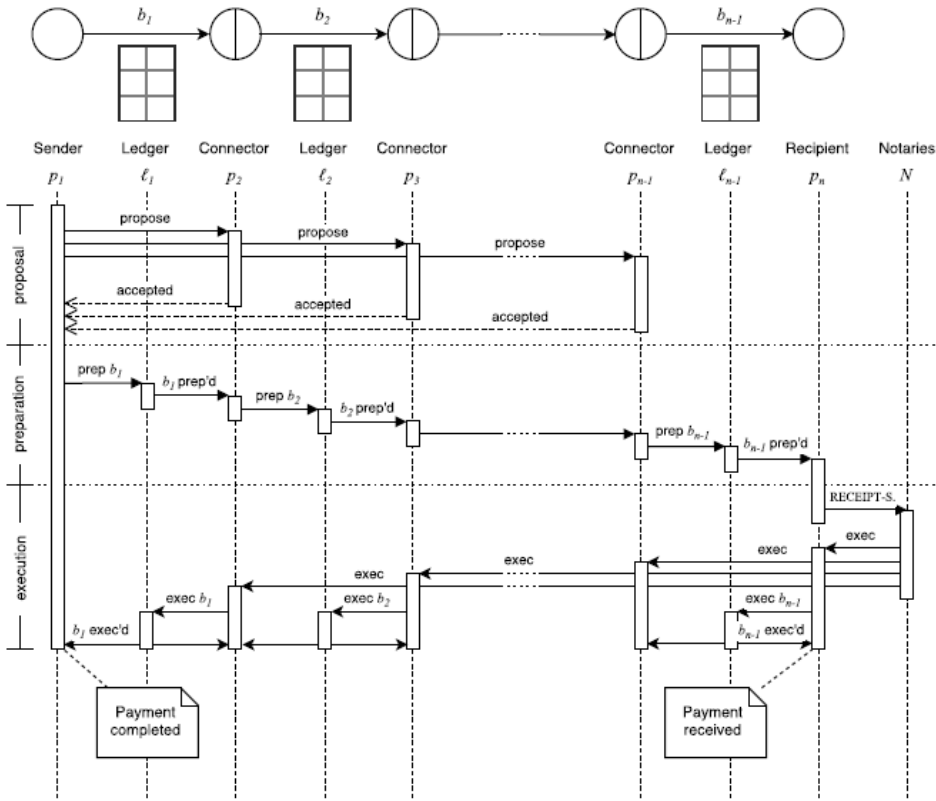 b₁ b₂ bₙ₋₁
Sender Ledger Connector Ledger Connector Connector Ledger Recipient Notaries
p₁ ℓ₁ p₂ ℓ₂ p₃ pₙ₋₁ ℓₙ₋₁ pₙ N
proposal
propose
propose
propose
accepted
accepted
accepted
preparation
prep b₁
b₁ prep'd
prep b₂
b₂ prep'd
prep bₙ₋₁
bₙ₋₁ prep'd
execution
RECEIPT-S.
exec
exec
exec
exec
exec b₁
exec b₂
exec bₙ₋₁
b₁ exec'd
bₙ₋₁ exec'd
Payment
completed
Payment
received